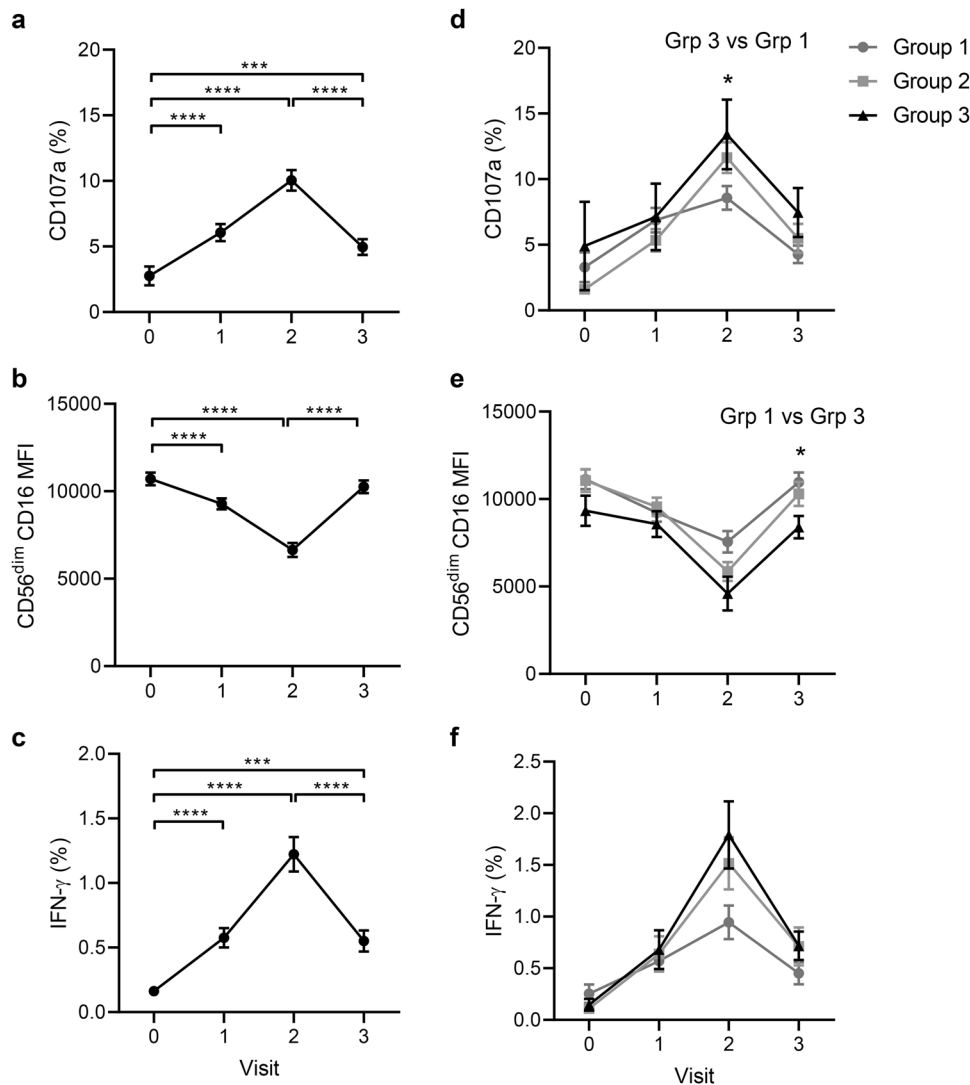 a
20
15
10
5
0
CD107a (%)
***
****
****
****
0 1 2 3
d
Grp 3 vs Grp 1
*
20
15
10
5
0
CD107a (%)
0 1 2 3
Group 1
Group 2
Group 3
b
15000
10000
5000
0
CD56dim CD16 MFI
****
****
****
0 1 2 3
e
Grp 1 vs Grp 3
*
15000
10000
5000
0
CD56dim CD16 MFI
0 1 2 3
c
2.0
1.5
1.0
0.5
0.0
IFN-γ (%)
***
****
****
****
0 1 2 3
Visit
f
2.5
2.0
1.5
1.0
0.5
0.0
IFN-γ (%)
0 1 2 3
Visit